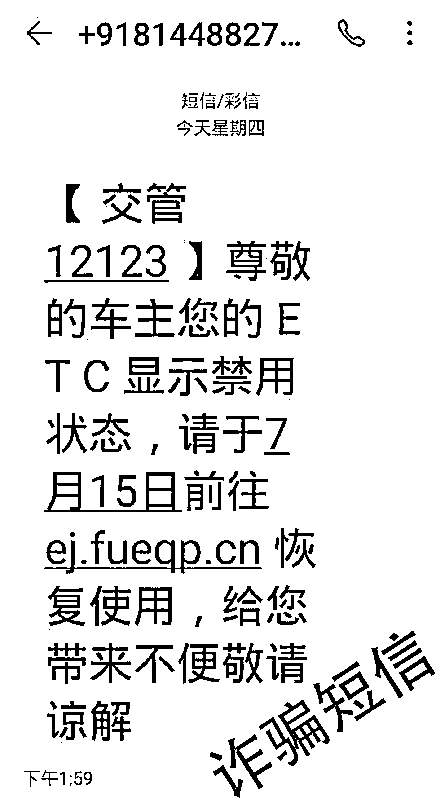 +9181448827...
短信/彩信
今天星期四
【 交管
12123 】尊敬
的车主您的 E
T C 显示禁用
状态，请于7
月15日前往
ej.fueqp.cn 恢
复使用，给您
带来不便敬请
谅解
诈骗短信
下午1:59